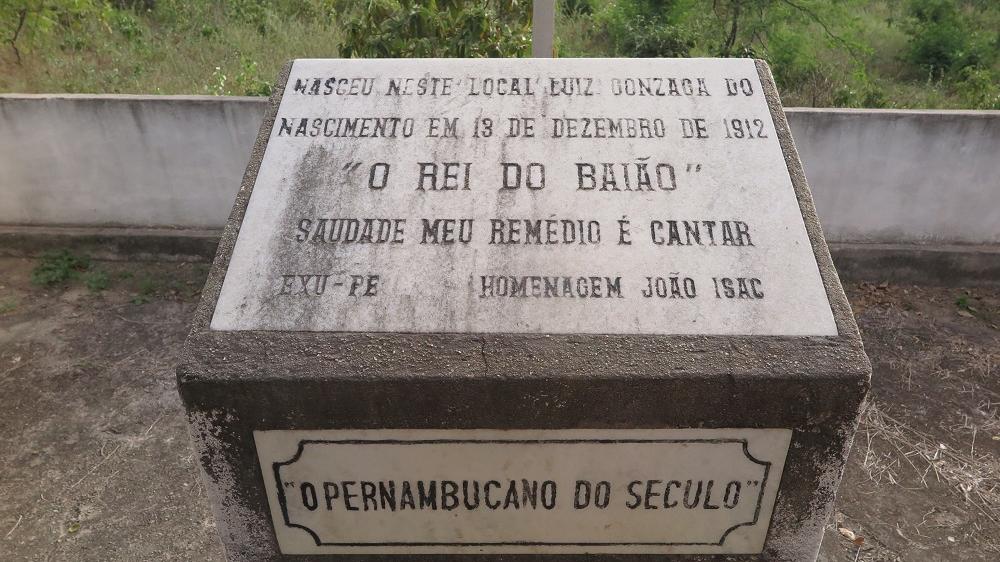 NASCEU NESTE LOCAL LUIZ GONZAGA DO
NASCIMENTO EM 13 DE DEZEMBRO DE 1912
"O REI DO BAIÃO"
SAUDADE MEU REMÉDIO É CANTAR
EXU-PE HOMENAGEM JOÃO ISAC
"O PERNAMBUCANO DO SECULO"